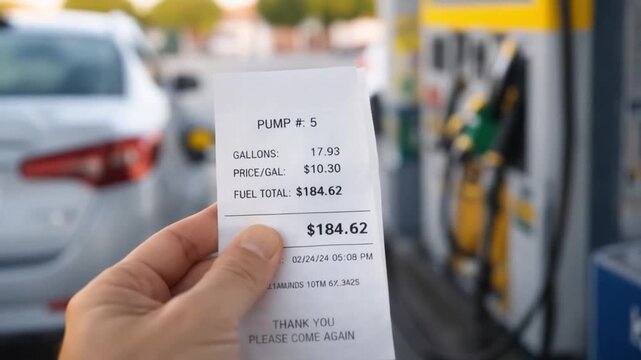 PUMP #: 5
GALLONS: 17.93
PRICE/GAL: $10.30
FUEL TOTAL: $184.62
$184.62
02/24/24 05:08 PM
THANK YOU
PLEASE COME AGAIN